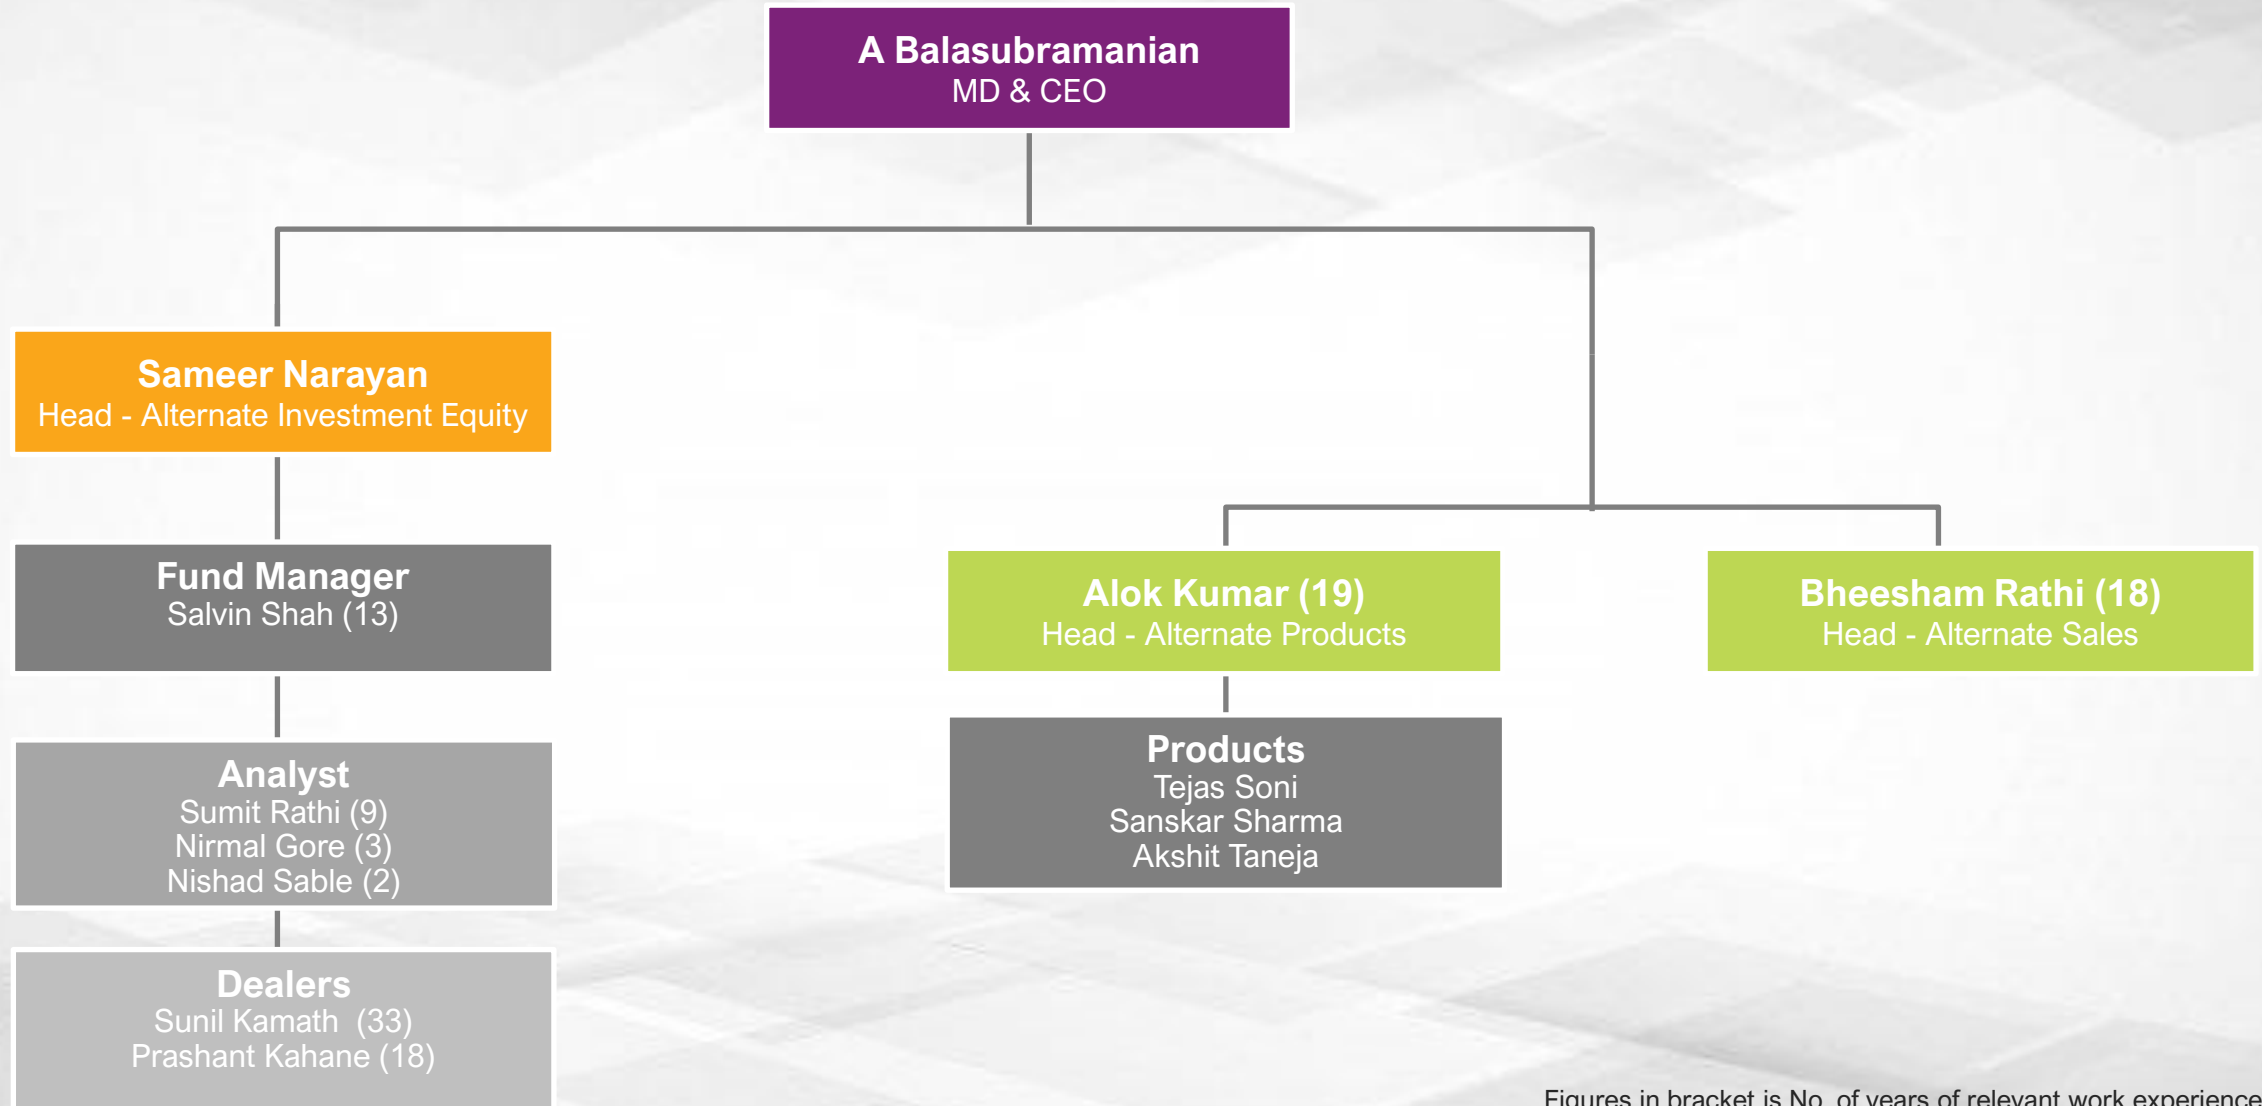 A Balasubramanian
MD & CEO
Sameer Narayan
Head - Alternate Investment Equity
Fund Manager
Salvin Shah (13)
Analyst
Sumit Rathi (9)
Nirmal Gore (3)
Nishad Sable (2)
Dealers
Sunil Kamath (33)
Prashant Kahane (18)
Alok Kumar (19)
Head - Alternate Products
Products
Tejas Soni
Sanskar Sharma
Akshit Taneja
Bheesham Rathi (18)
Head - Alternate Sales
Figures in bracket is No. of years of relevant work experience